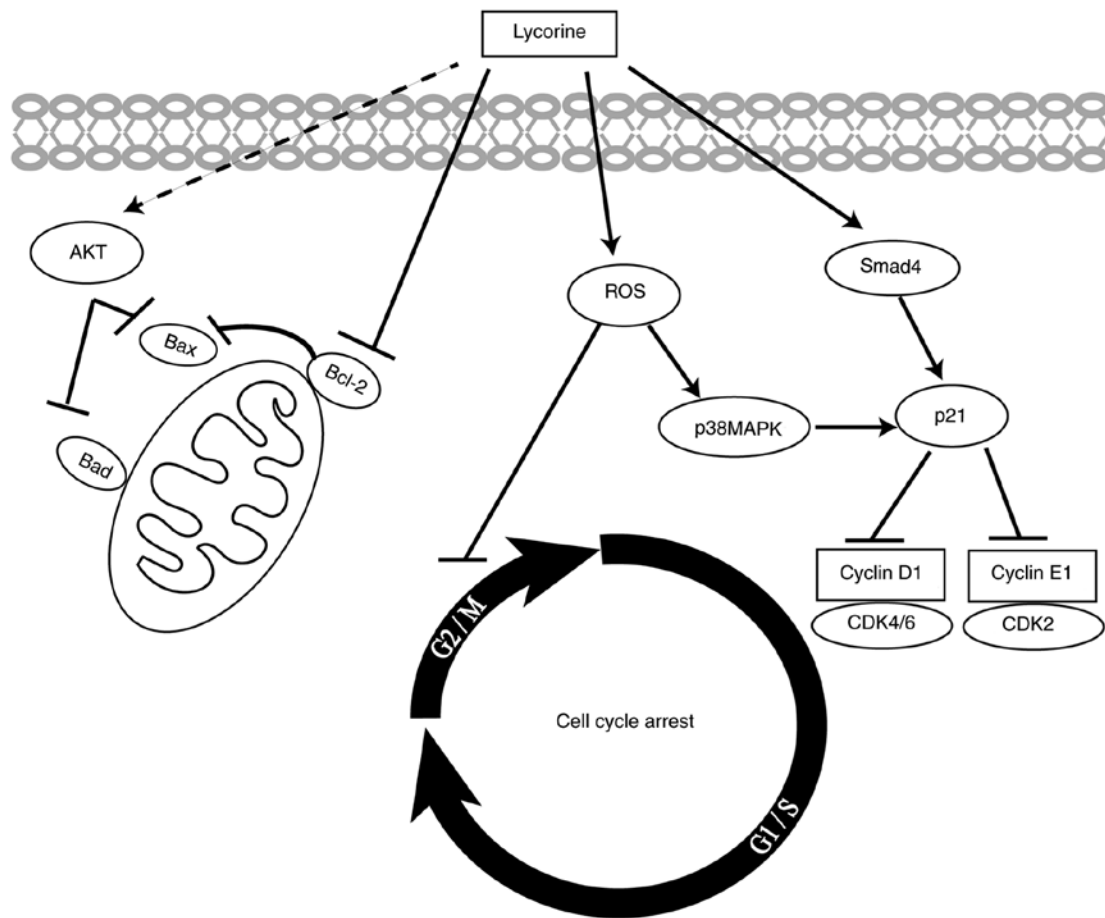 Lycorine
AKT
Smad4
ROS
Bax
Bcl-2
p38MAPK
p21
Bad
Cyclin D1
Cyclin E1
CDK4/6
CDK2
G2 / M
Cell cycle arrest
G1 / S